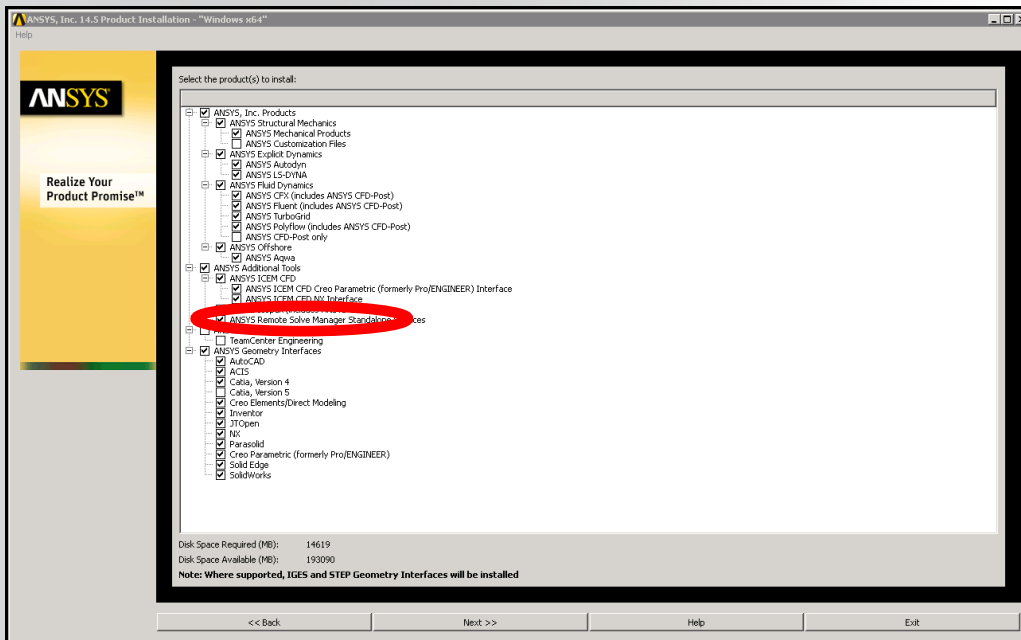 ANSYS, Inc. 14.5 Product Installation - "Windows x64"
Help
ANSYS
Realize Your
Product Promise™
Select the product(s) to install:
ANSYS, Inc. Products
ANSYS Structural Mechanics
ANSYS Mechanical Products
ANSYS Customization Files
ANSYS Explicit Dynamics
ANSYS Autodyn
ANSYS LS-DYNA
ANSYS Fluid Dynamics
ANSYS CFX (includes ANSYS CFD-Post)
ANSYS Fluent (includes ANSYS CFD-Post)
ANSYS TurboGrid
ANSYS Polyflow (includes ANSYS CFD-Post)
ANSYS CFD-Post only
ANSYS Offshore
ANSYS Aqwa
ANSYS Additional Tools
ANSYS ICEM CFD
ANSYS ICEM CFD Creo Parametric (formerly Pro/ENGINEER) Interface
ANSYS ICEM CFD NX Interface
ANSYS Remote Solve Manager Standalone
TeamCenter Engineering
ANSYS Geometry Interfaces
AutoCAD
ACIS
Catia, Version 4
Catia, Version 5
Creo Elements/Direct Modeling
Inventor
JTOpen
NX
Parasolid
Creo Parametric (formerly Pro/ENGINEER)
Solid Edge
SolidWorks
Disk Space Required (MB): 14619
Disk Space Available (MB): 193090
Note: Where supported, IGES and STEP Geometry Interfaces will be installed
<< Back Next >> Help Exit